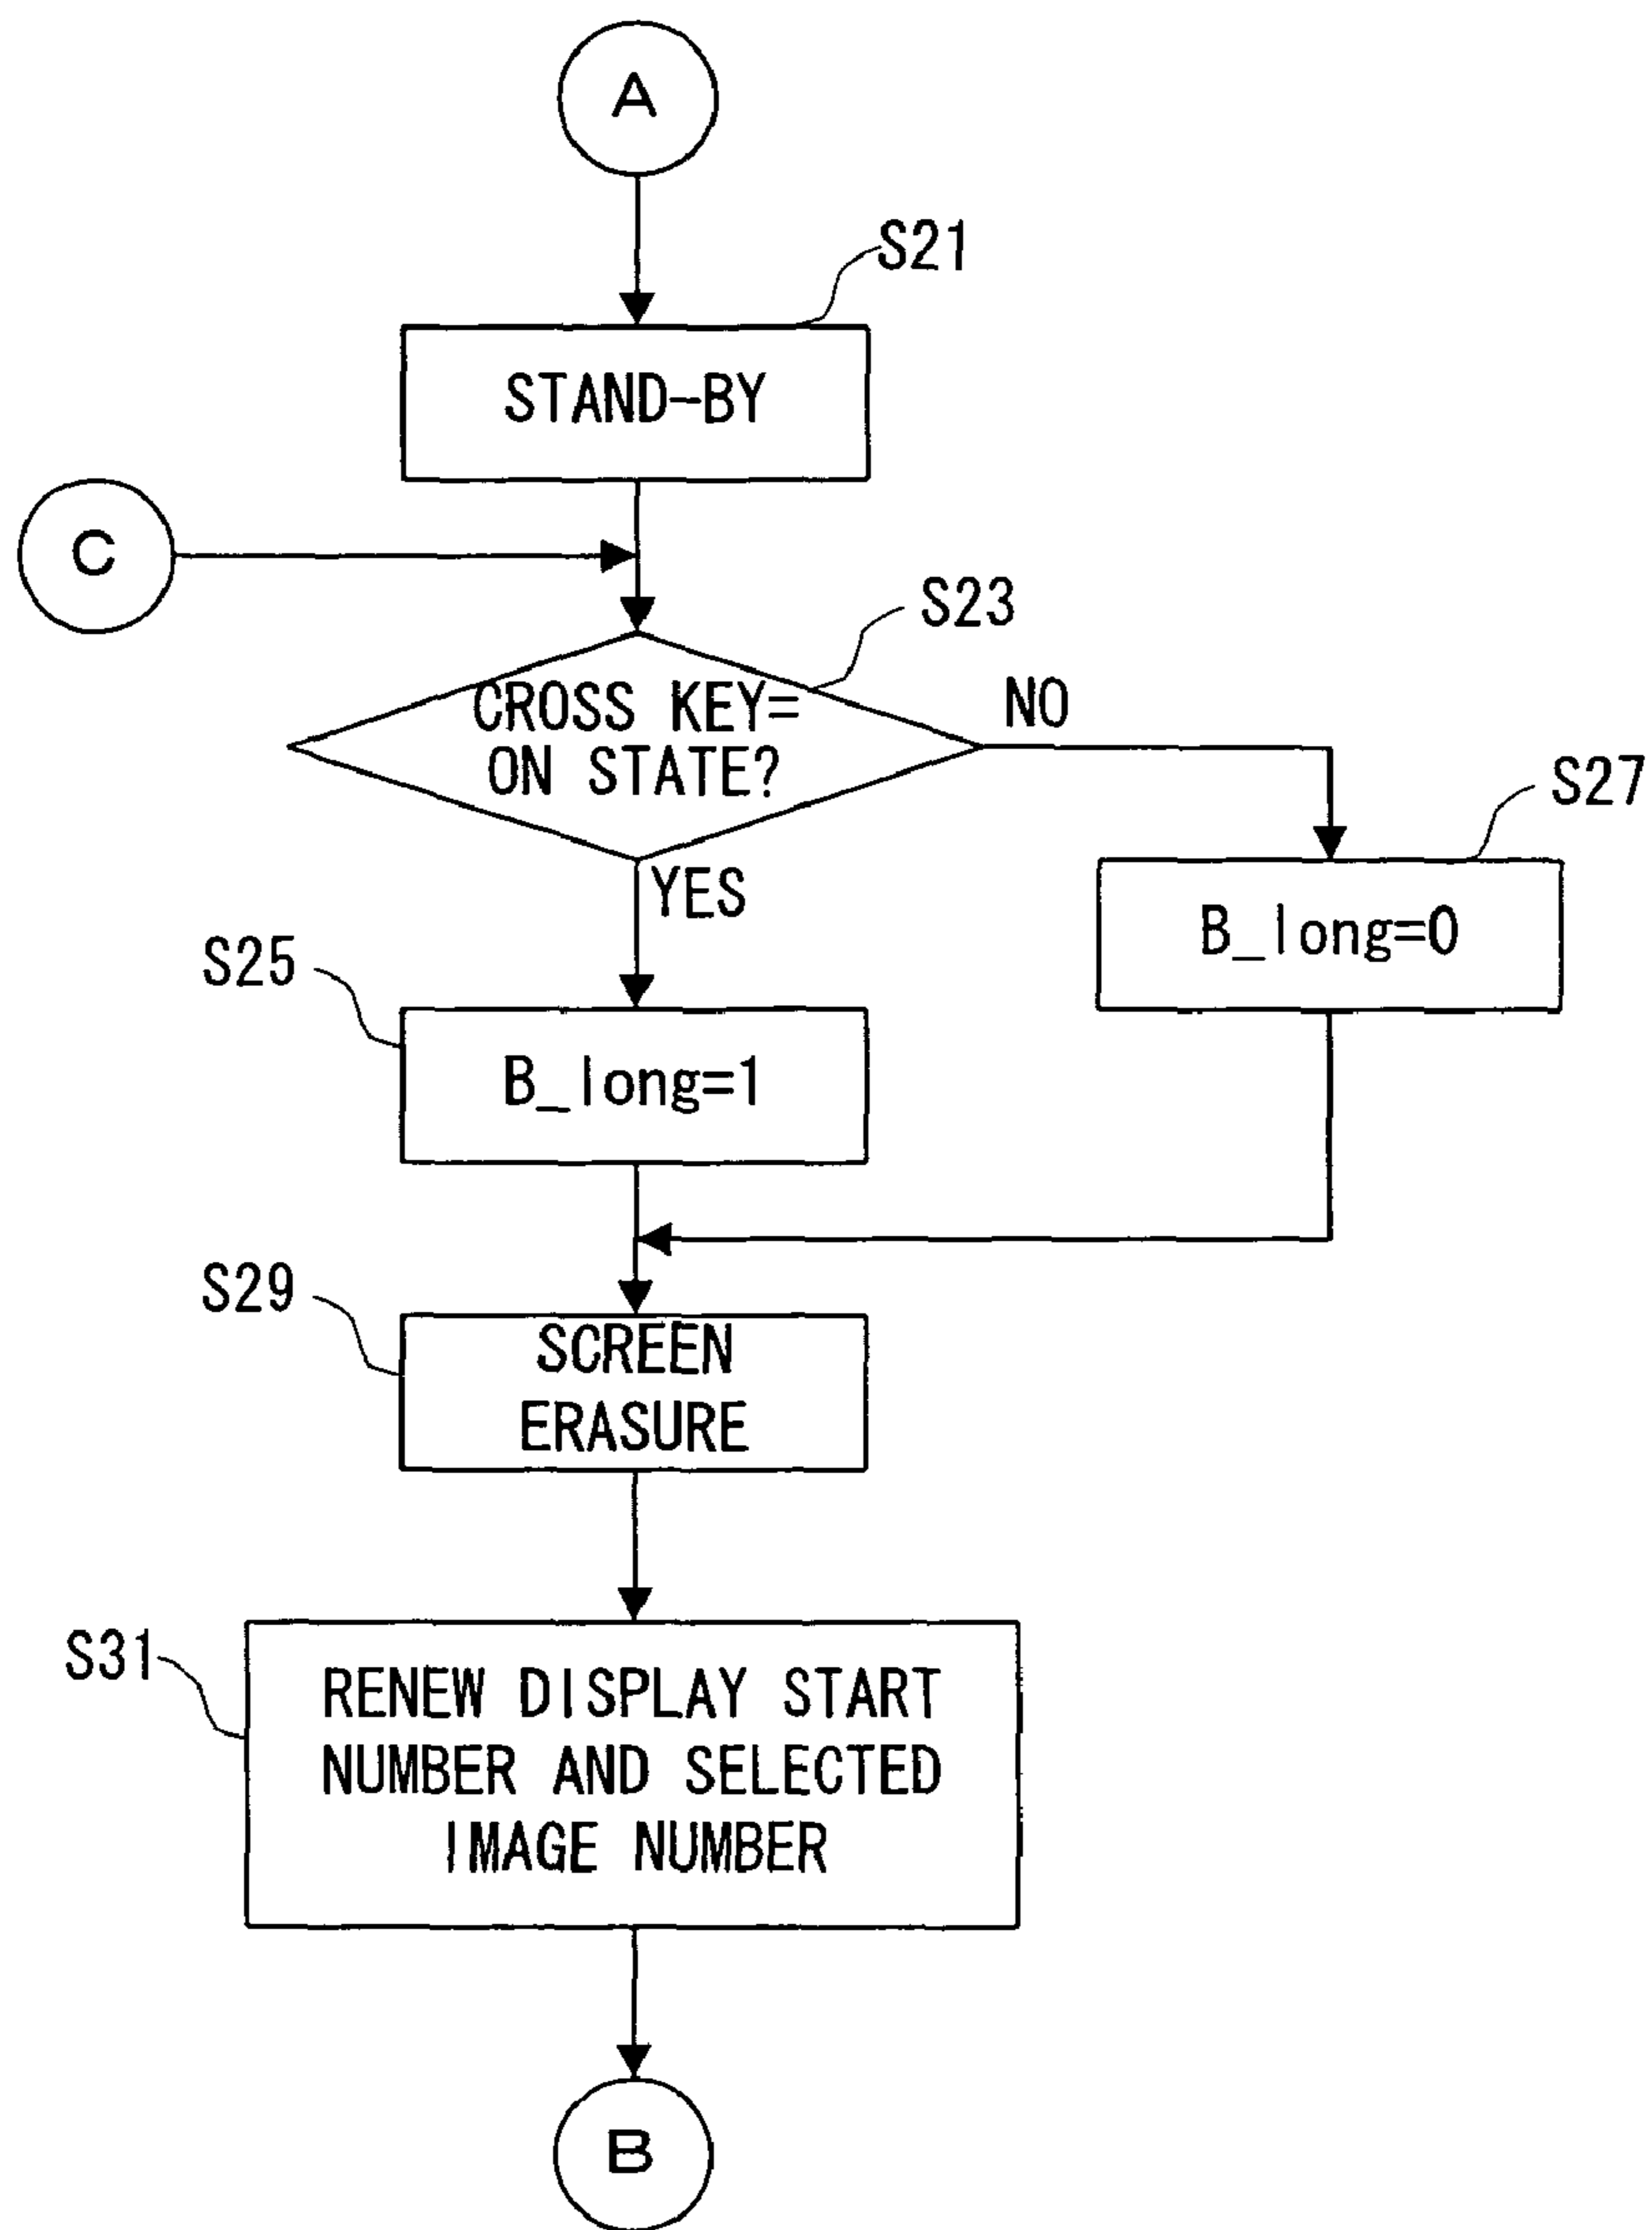 A
S21
STAND-BY
C
S23
CROSS KEY=
ON STATE?
NO
YES
S27
B_long=0
S25
B_long=1
S29
SCREEN
ERASURE
S31
RENEW DISPLAY START
NUMBER AND SELECTED
IMAGE NUMBER
B